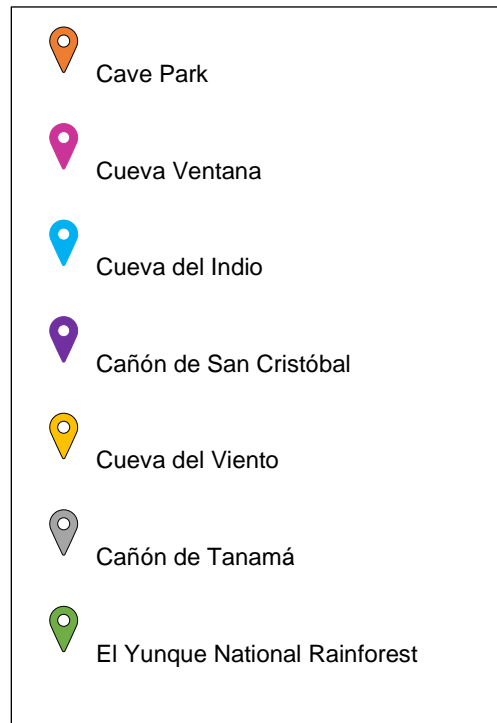 Cave Park
Cueva Ventana
Cueva del Indio
Cañón de San Cristóbal
Cueva del Viento
Cañón de Tanamá
El Yunque National Rainforest